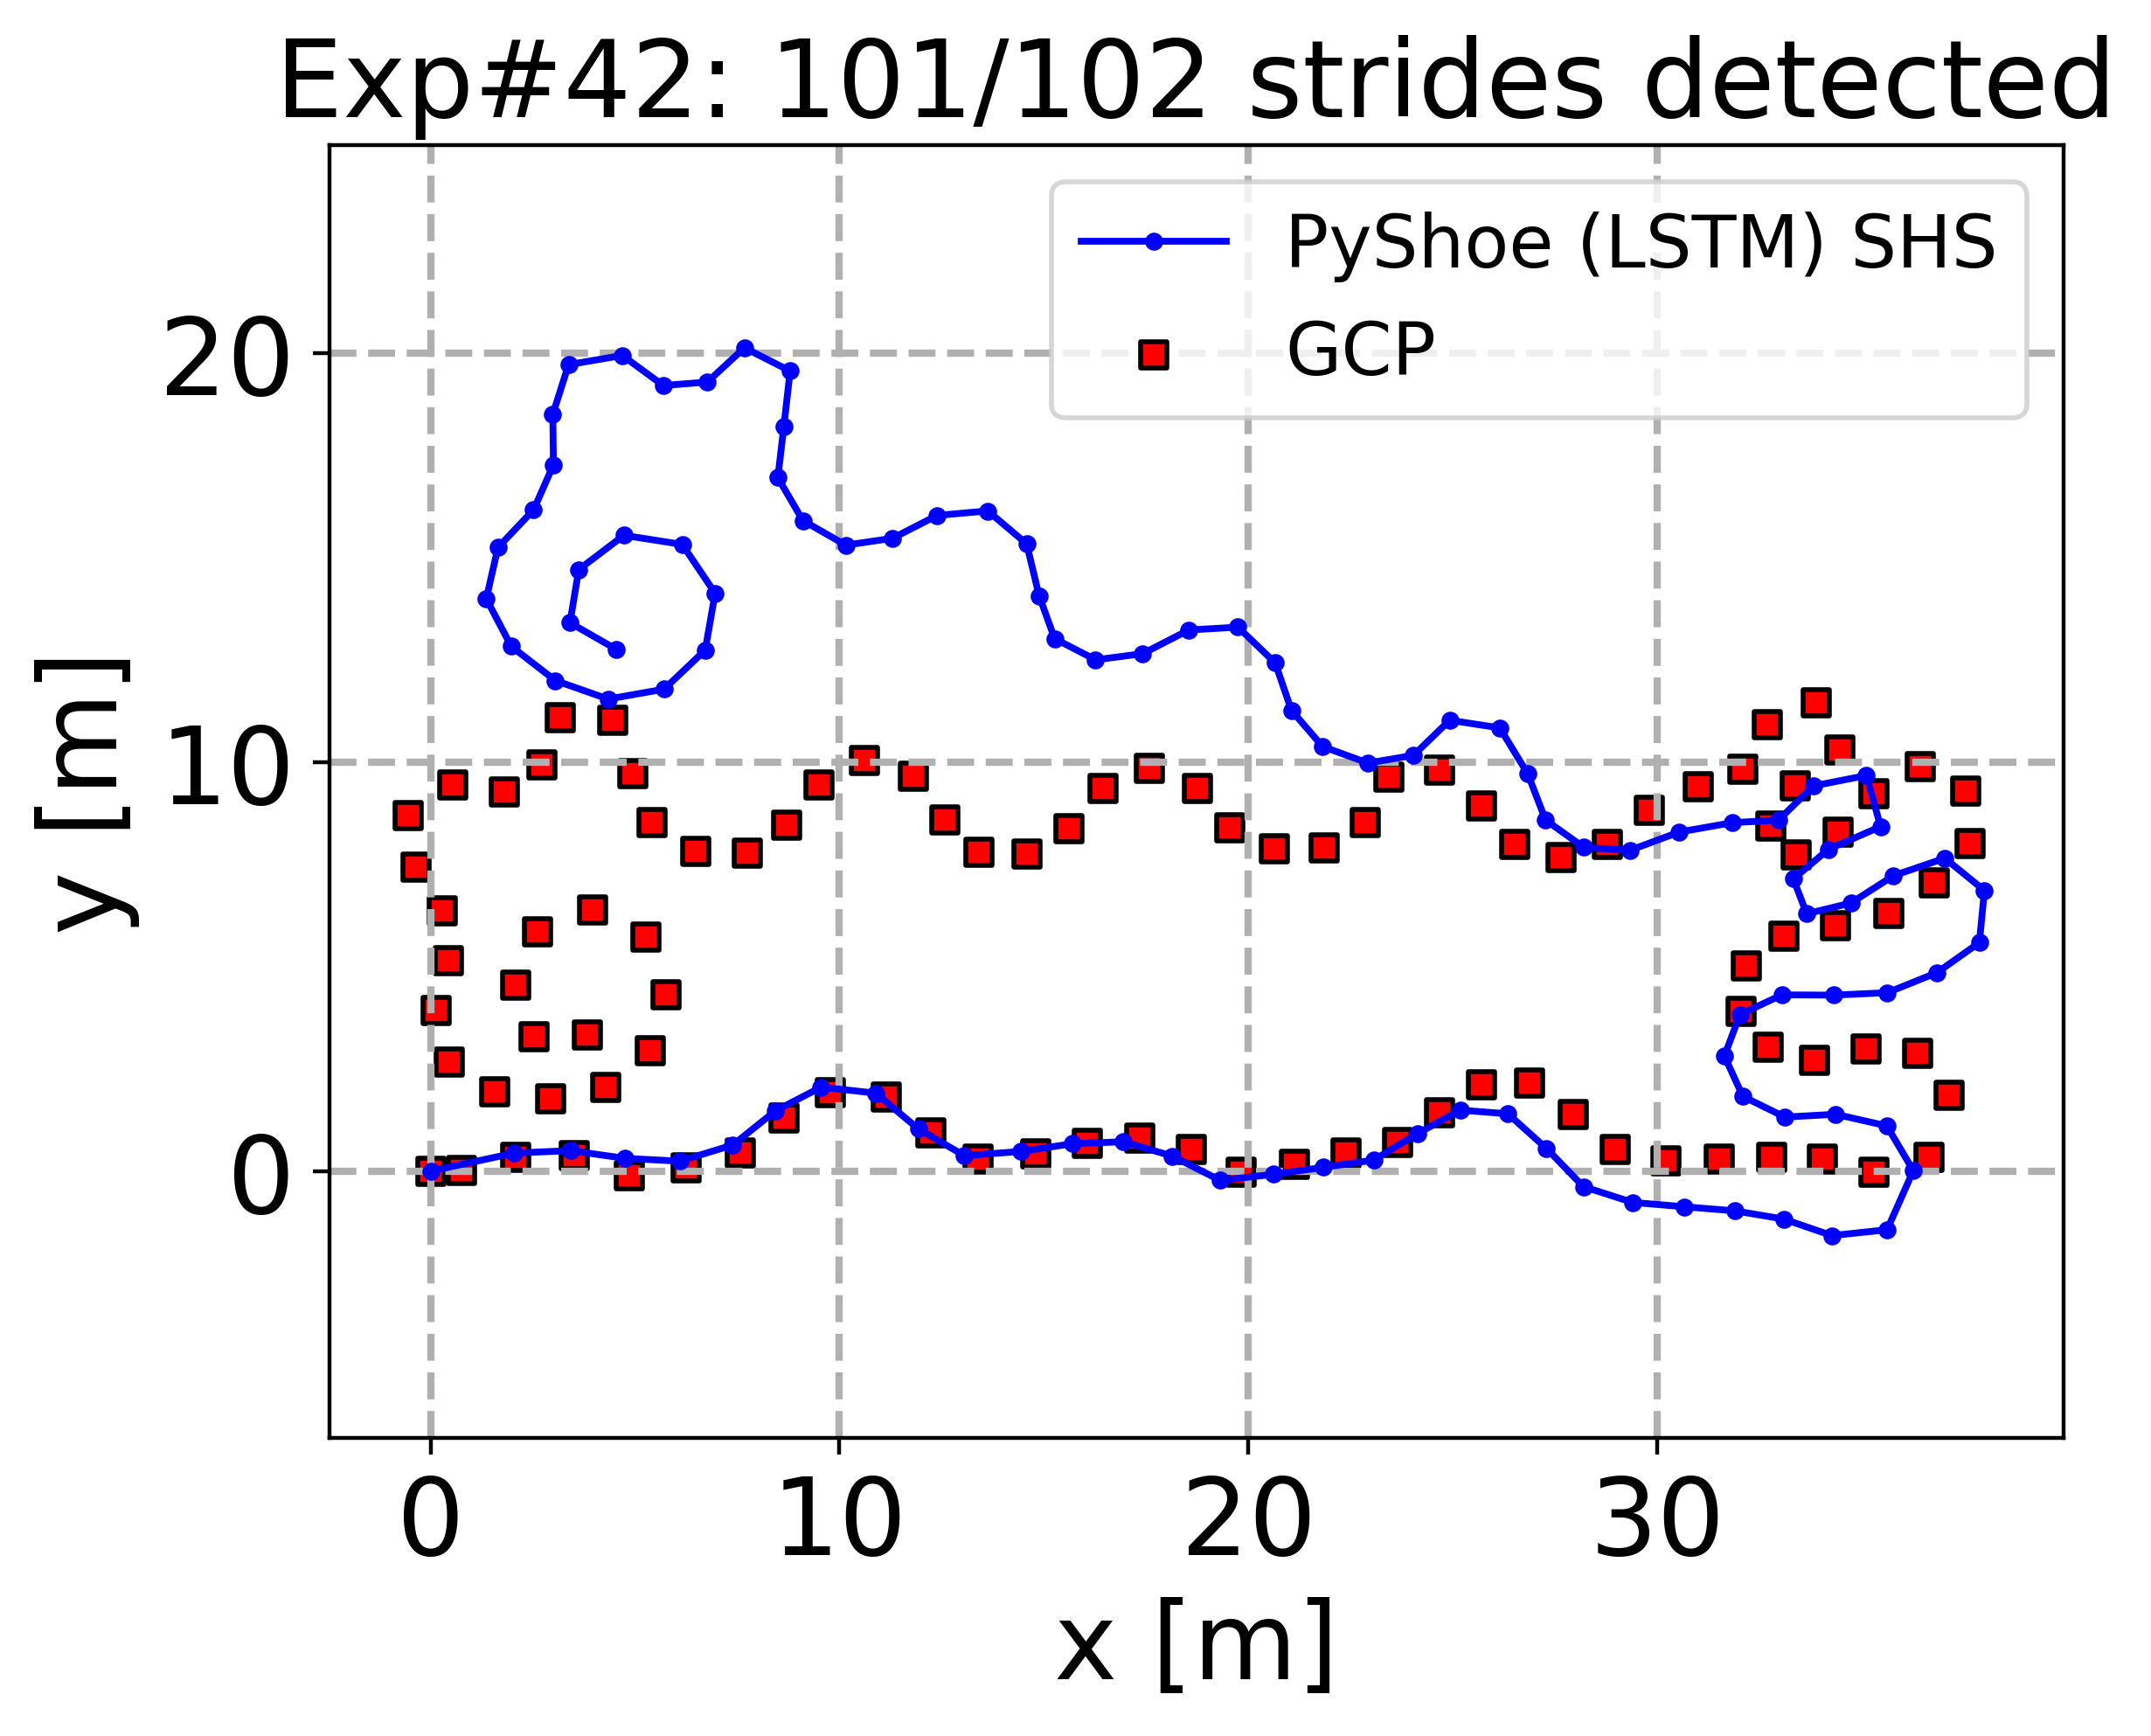 Exp#42: 101/102 strides detected
PyShoe (LSTM) SHS
GCP
20
10
0
y [m]
0 10 20 30
x [m]